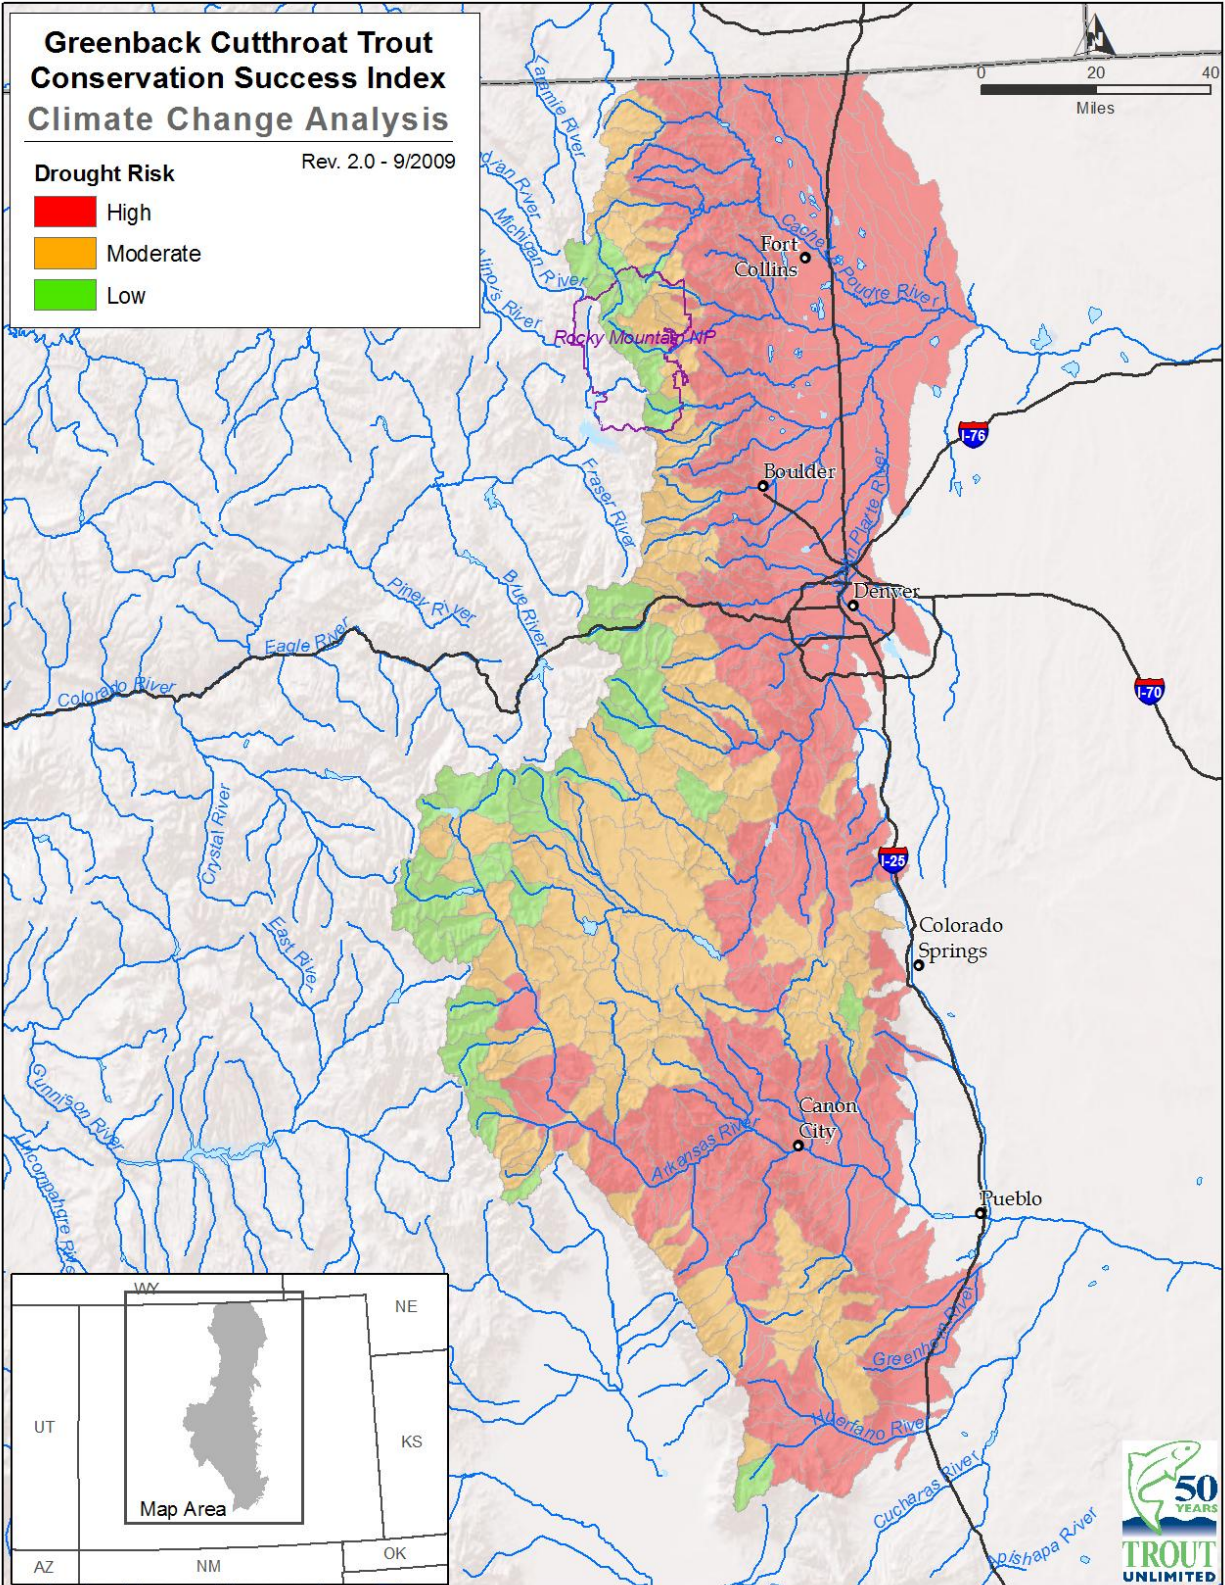 Greenback Cutthroat Trout
Conservation Success Index
Climate Change Analysis
Rev. 2.0 - 9/2009
Drought Risk
High
Moderate
Low
N
0 20 40
Miles
Laramie River
Michigan River
River
River
Cache
Poudre River
Fort
Collins
Rocky Mountain NP
I-76
Boulder
Fraser River
Platte River
Piney River
Blue River
Denver
Eagle River
Colorado River
I-70
Crystal River
I-25
Colorado
Springs
East River
Gunnison River
Canon
City
Arkansas River
Uncompahgre River
Pueblo
Greenhorn River
Huerfano River
Cucharas River
Apishapa River
WY
NE
UT
KS
Map Area
AZ
NM
OK
50
YEARS
TROUT
UNLIMITED